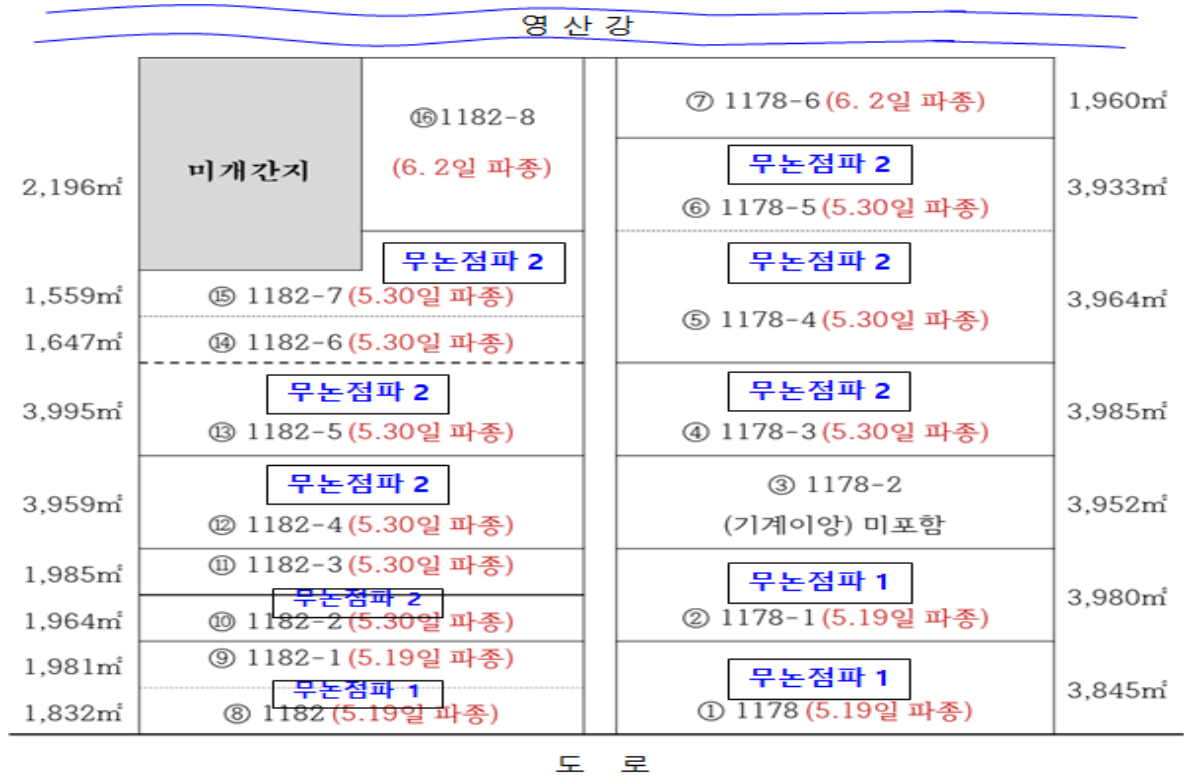 영 산 강
미개간지
⑯1182-8
(6. 2일 파종)
2,196㎡
무논점파 2
1,559㎡
⑮ 1182-7 (5.30일 파종)
1,647㎡
⑭ 1182-6 (5.30일 파종)
무논점파 2
3,995㎡
⑬ 1182-5 (5.30일 파종)
무논점파 2
3,959㎡
⑫ 1182-4 (5.30일 파종)
1,985㎡
⑪ 1182-3 (5.30일 파종)
무논점파 2
1,964㎡
⑩ 1182-2 (5.30일 파종)
1,981㎡
⑨ 1182-1 (5.19일 파종)
무논점파 1
1,832㎡
⑧ 1182 (5.19일 파종)
⑦ 1178-6 (6. 2일 파종)
1,960㎡
무논점파 2
⑥ 1178-5 (5.30일 파종)
3,933㎡
무논점파 2
⑤ 1178-4 (5.30일 파종)
3,964㎡
무논점파 2
④ 1178-3 (5.30일 파종)
3,985㎡
③ 1178-2
(기계이앙) 미포함
3,952㎡
무논점파 1
② 1178-1 (5.19일 파종)
3,980㎡
무논점파 1
① 1178 (5.19일 파종)
3,845㎡
도 로